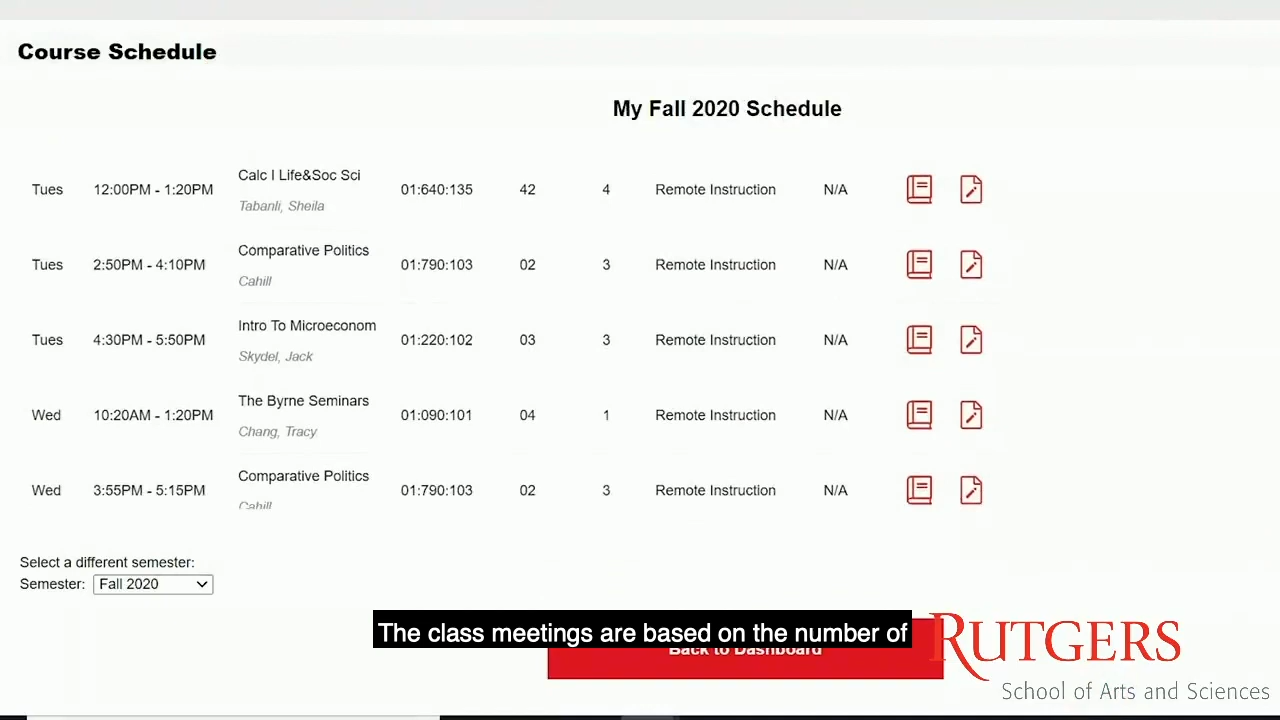 Course Schedule
My Fall 2020 Schedule
Tues 12:00PM - 1:20PM Calc I Life&Soc Sci 01:640:135 42 4 Remote Instruction N/A
Tabanli, Sheila
Tues 2:50PM - 4:10PM Comparative Politics 01:790:103 02 3 Remote Instruction N/A
Cahill
Tues 4:30PM - 5:50PM Intro To Microeconom 01:220:102 03 3 Remote Instruction N/A
Skydel, Jack
Wed 10:20AM - 1:20PM The Byrne Seminars 01:090:101 04 1 Remote Instruction N/A
Chang, Tracy
Wed 3:55PM - 5:15PM Comparative Politics 01:790:103 02 3 Remote Instruction N/A
Cahill
Select a different semester:
Semester: Fall 2020
The class meetings are based on the number of
Back to Dashboard
RUTGERS
School of Arts and Sciences